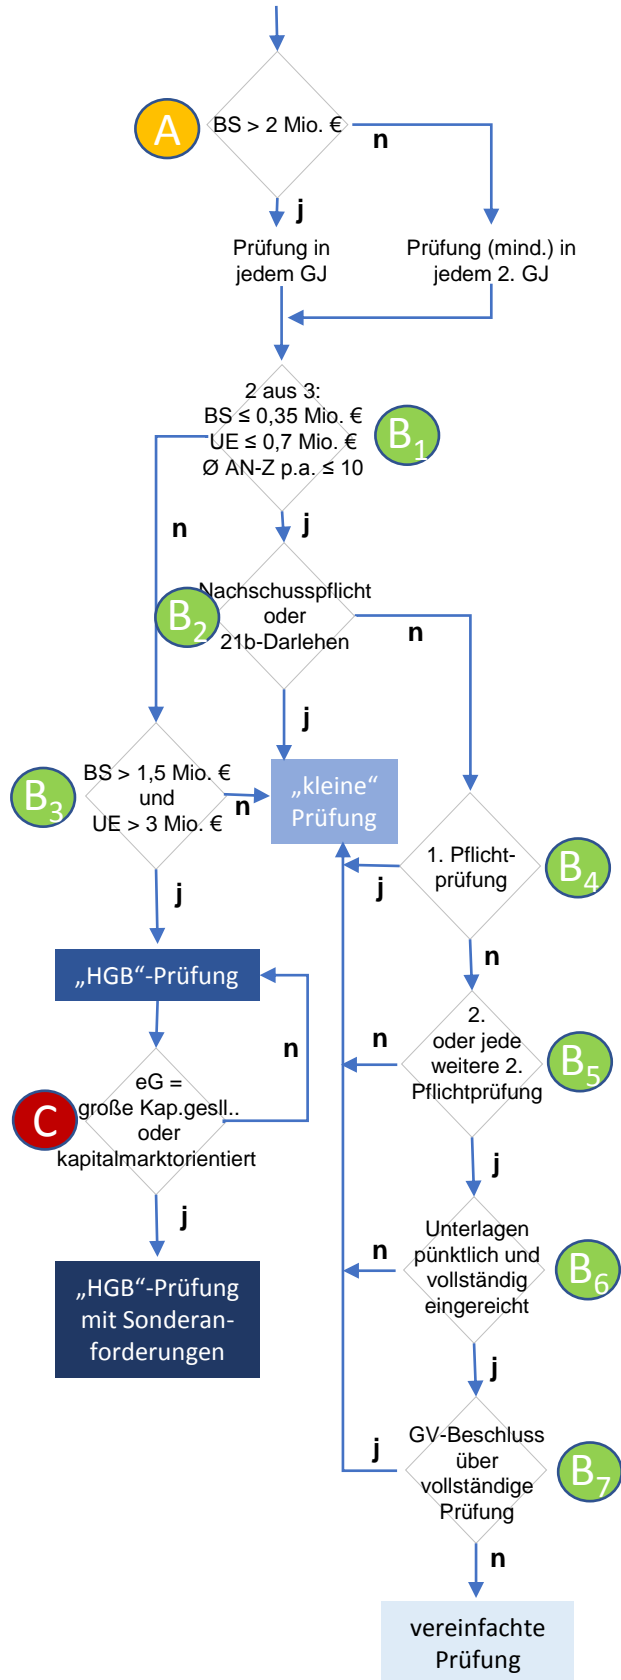 A
BS > 2 Mio. €
n
j
Prüfung in
jedem GJ
Prüfung (mind.) in
jedem 2. GJ
2 aus 3:
BS ≤ 0,35 Mio. €
UE ≤ 0,7 Mio. €
Ø AN-Z p.a. ≤ 10
B1
n
j
Nachschusspflicht
oder
21b-Darlehen
B2
n
j
BS > 1,5 Mio. €
und
UE > 3 Mio. €
B3
n
j
„kleine“
Prüfung
1. Pflicht-
prüfung
B4
j
n
„HGB“-Prüfung
n
2.
oder jede
weitere 2.
Pflichtprüfung
B5
n
j
eG =
große Kap.gesll..
oder
kapitalmarktorientiert
C
j
„HGB“-Prüfung
mit Sonderan-
forderungen
Unterlagen
pünktlich und
vollständig
eingereicht
B6
n
j
GV-Beschluss
über
vollständige
Prüfung
B7
j
n
vereinfachte
Prüfung